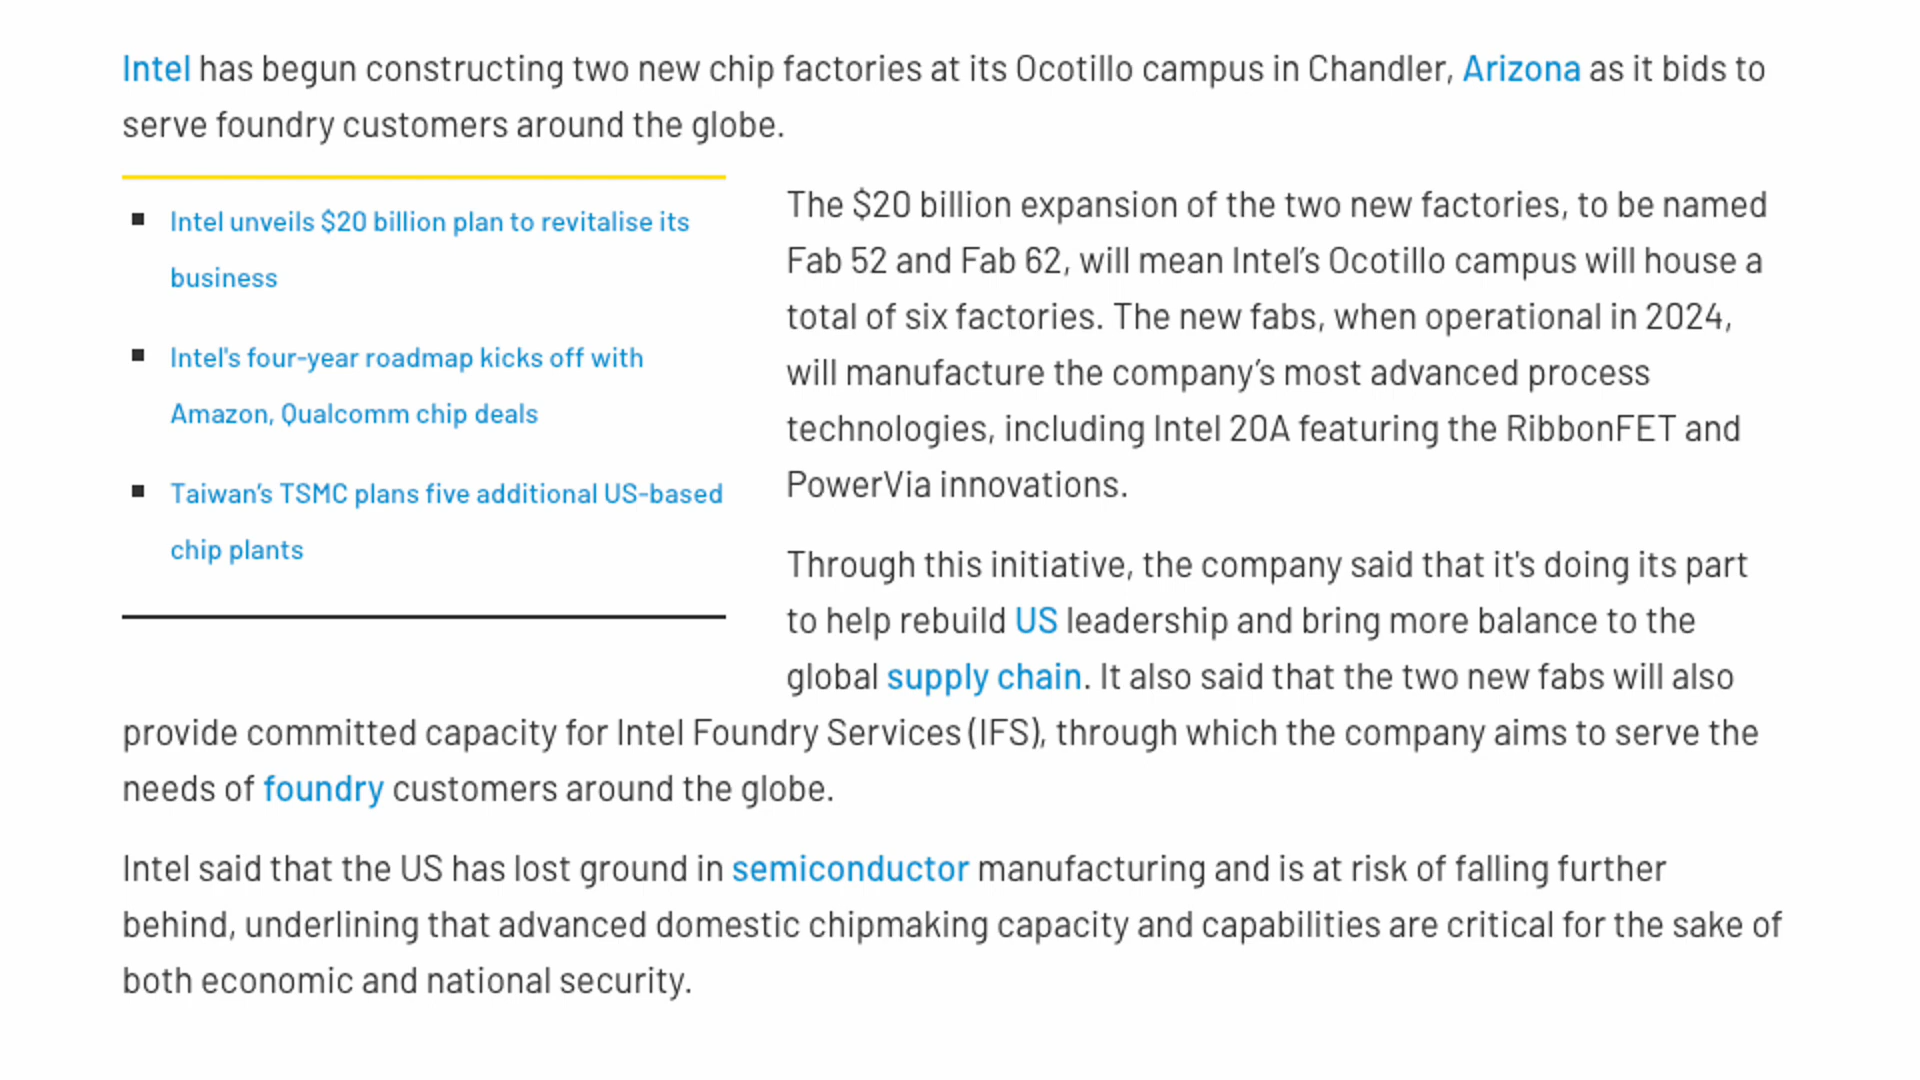 Intel has begun constructing two new chip factories at its Ocotillo campus in Chandler, Arizona as it bids to
serve foundry customers around the globe.
Intel unveils $20 billion plan to revitalise its
business
Intel's four-year roadmap kicks off with
Amazon, Qualcomm chip deals
Taiwan’s TSMC plans five additional US-based
chip plants
The $20 billion expansion of the two new factories, to be named
Fab 52 and Fab 62, will mean Intel’s Ocotillo campus will house a
total of six factories. The new fabs, when operational in 2024,
will manufacture the company’s most advanced process
technologies, including Intel 20A featuring the RibbonFET and
PowerVia innovations.
Through this initiative, the company said that it's doing its part
to help rebuild US leadership and bring more balance to the
global supply chain. It also said that the two new fabs will also
provide committed capacity for Intel Foundry Services (IFS), through which the company aims to serve the
needs of foundry customers around the globe.
Intel said that the US has lost ground in semiconductor manufacturing and is at risk of falling further
behind, underlining that advanced domestic chipmaking capacity and capabilities are critical for the sake of
both economic and national security.